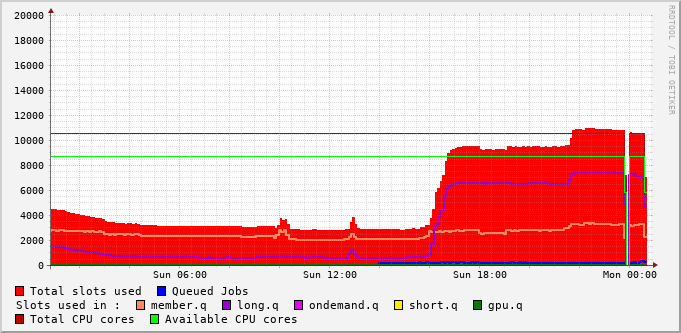 20000
18000
16000
14000
12000
10000
8000
6000
4000
2000
0
Sun 06:00 Sun 12:00 Sun 18:00 Mon 00:00
Total slots used Queued Jobs
Slots used in : member.q long.q ondemand.q short.q gpu.q
Total CPU cores Available CPU cores
RRDTOOL / TOBI OETIKER